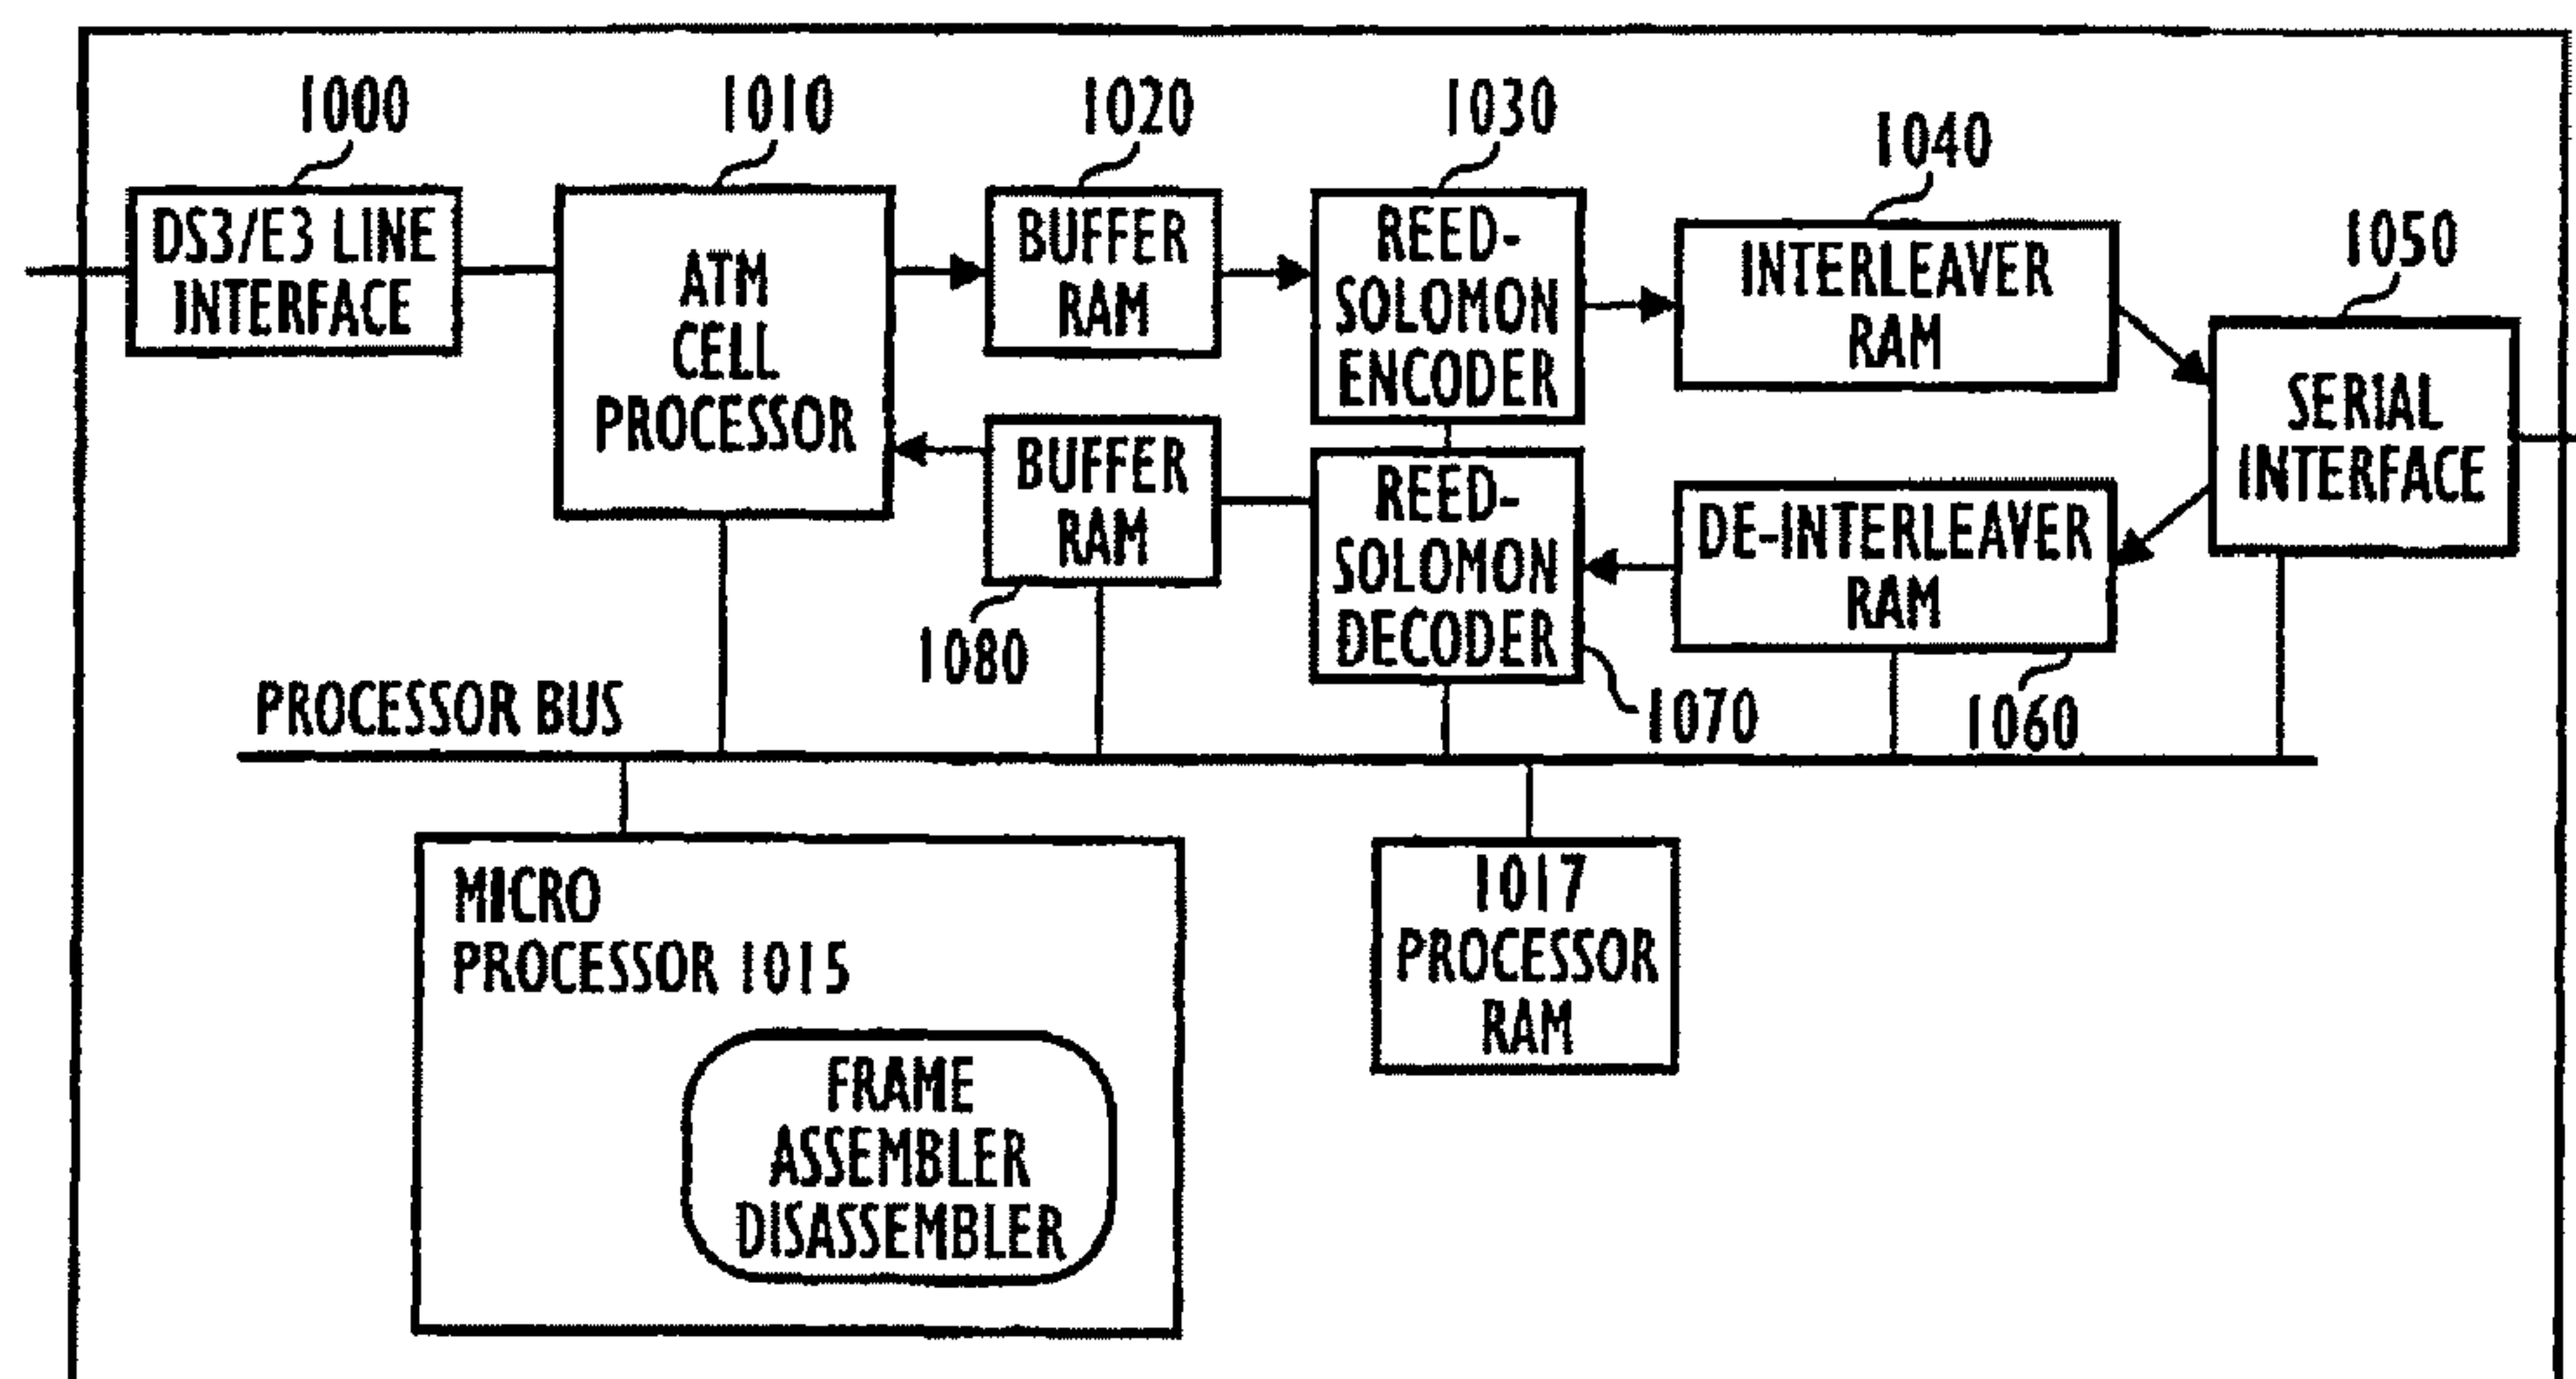 1000
1010
1020
1030
1040
1050
DS3/E3 LINE
INTERFACE
ATM
CELL
PROCESSOR
BUFFER
RAM
REED-
SOLOMON
ENCODER
INTERLEAVER
RAM
SERIAL
INTERFACE
BUFFER
RAM
REED-
SOLOMON
DECODER
DE-INTERLEAVER
RAM
1080
1070
1060
PROCESSOR BUS
MICRO
PROCESSOR 1015
FRAME
ASSEMBLER
DISASSEMBLER
1017
PROCESSOR
RAM